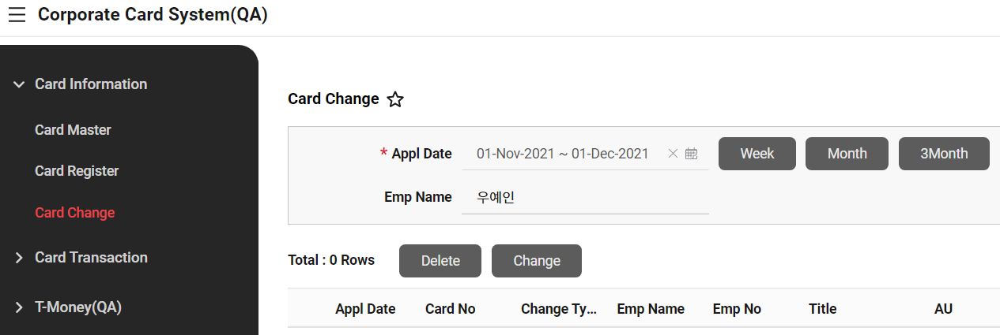 Corporate Card System(QA)
Card Information
Card Master
Card Register
Card Change
Card Transaction
T-Money(QA)
Card Change
* Appl Date 01-Nov-2021 ~ 01-Dec-2021 Week Month 3Month
Emp Name 우예인
Total : 0 Rows Delete Change
Appl Date Card No Change Ty... Emp Name Emp No Title AU